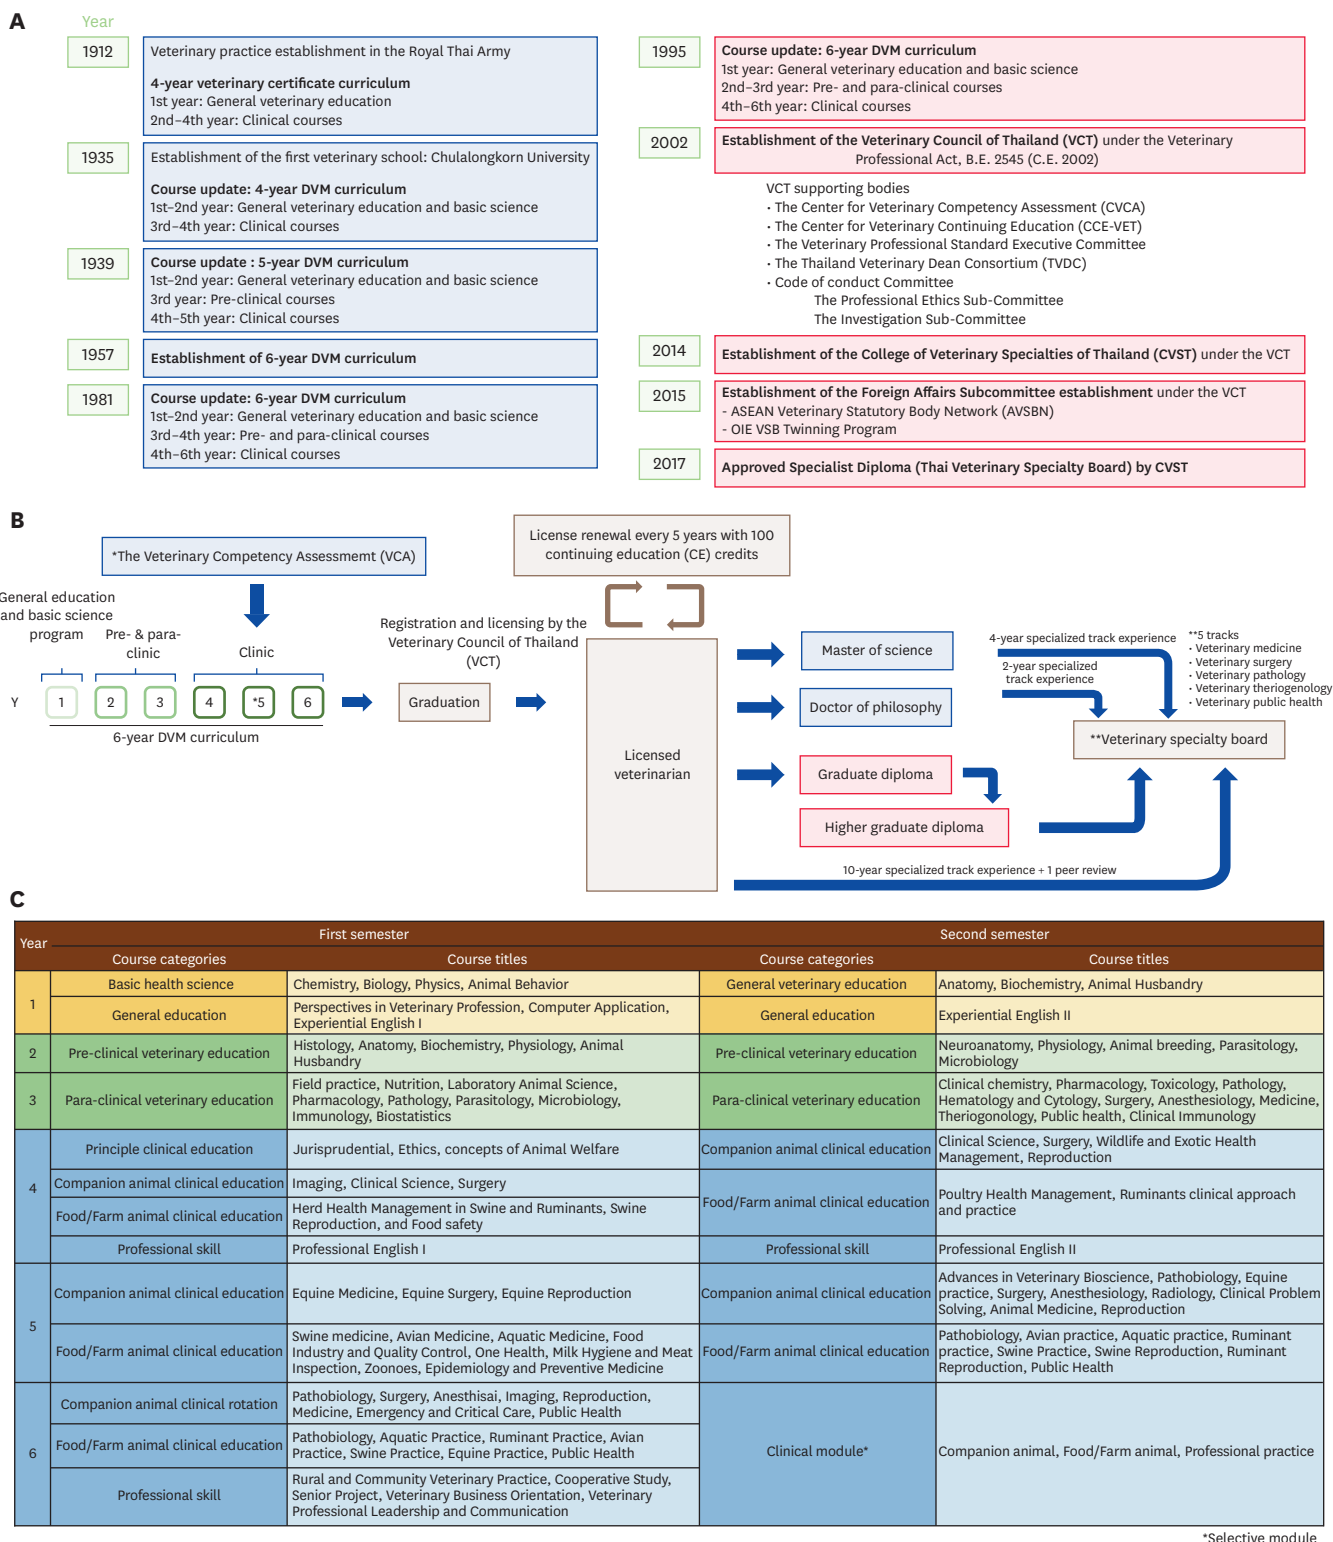 A
Year
1912
Veterinary practice establishment in the Royal Thai Army
4-year veterinary certificate curriculum
1st year: General veterinary education
2nd–4th year: Clinical courses
1935
Establishment of the first veterinary school: Chulalongkorn University
Course update: 4-year DVM curriculum
1st–2nd year: General veterinary education and basic science
3rd–4th year: Clinical courses
1939
Course update : 5-year DVM curriculum
1st–2nd year: General veterinary education and basic science
3rd year: Pre-clinical courses
4th–5th year: Clinical courses
1957
Establishment of 6-year DVM curriculum
1981
Course update: 6-year DVM curriculum
1st–2nd year: General veterinary education and basic science
3rd–4th year: Pre- and para-clinical courses
4th–6th year: Clinical courses
1995
Course update: 6-year DVM curriculum
1st year: General veterinary education and basic science
2nd–3rd year: Pre- and para-clinical courses
4th–6th year: Clinical courses
2002
Establishment of the Veterinary Council of Thailand (VCT) under the Veterinary
Professional Act, B.E. 2545 (C.E. 2002)
VCT supporting bodies
· The Center for Veterinary Competency Assessment (CVCA)
· The Center for Veterinary Continuing Education (CCE-VET)
· The Veterinary Professional Standard Executive Committee
· The Thailand Veterinary Dean Consortium (TVDC)
· Code of conduct Committee
The Professional Ethics Sub-Committee
The Investigation Sub-Committee
2014
Establishment of the College of Veterinary Specialties of Thailand (CVST) under the VCT
2015
Establishment of the Foreign Affairs Subcommittee establishment under the VCT
- ASEAN Veterinary Statutory Body Network (AVSBN)
- OIE VSB Twinning Program
2017
Approved Specialist Diploma (Thai Veterinary Specialty Board) by CVST
B
*The Veterinary Competency Assessmemt (VCA)
General education
and basic science
program
Pre- & para-
clinic
Clinic
Y
1
2
3
4
*5
6
6-year DVM curriculum
Registration and licensing by the
Veterinary Council of Thailand
(VCT)
Graduation
License renewal every 5 years with 100
continuing education (CE) credits
Licensed
veterinarian
Master of science
Doctor of philosophy
Graduate diploma
Higher graduate diploma
10-year specialized track experience + 1 peer review
4-year specialized track experience
2-year specialized
track experience
**5 tracks
· Veterinary medicine
· Veterinary surgery
· Veterinary pathology
· Veterinary theriogenology
· Veterinary public health
**Veterinary specialty board
C
Year
First semester
Second semester
Course categories
Course titles
Course categories
Course titles
1
Basic health science
Chemistry, Biology, Physics, Animal Behavior
General veterinary education
Anatomy, Biochemistry, Animal Husbandry
General education
Perspectives in Veterinary Profession, Computer Application,
Experiential English I
General education
Experiential English II
2
Pre-clinical veterinary education
Histology, Anatomy, Biochemistry, Physiology, Animal
Husbandry
Pre-clinical veterinary education
Neuroanatomy, Physiology, Animal breeding, Parasitology,
Microbiology
3
Para-clinical veterinary education
Field practice, Nutrition, Laboratory Animal Science,
Pharmacology, Pathology, Parasitology, Microbiology,
Immunology, Biostatistics
Para-clinical veterinary education
Clinical chemistry, Pharmacology, Toxicology, Pathology,
Hematology and Cytology, Surgery, Anesthesiology, Medicine,
Theriogonology, Public health, Clinical Immunology
4
Principle clinical education
Jurisprudential, Ethics, concepts of Animal Welfare
Companion animal clinical education
Clinical Science, Surgery, Wildlife and Exotic Health
Management, Reproduction
Companion animal clinical education
Imaging, Clinical Science, Surgery
Food/Farm animal clinical education
Herd Health Management in Swine and Ruminants, Swine
Reproduction, and Food safety
Food/Farm animal clinical education
Poultry Health Management, Ruminants clinical approach
and practice
Professional skill
Professional English I
Professional skill
Professional English II
5
Companion animal clinical education
Equine Medicine, Equine Surgery, Equine Reproduction
Companion animal clinical education
Advances in Veterinary Bioscience, Pathobiology, Equine
practice, Surgery, Anesthesiology, Radiology, Clinical Problem
Solving, Animal Medicine, Reproduction
Food/Farm animal clinical education
Swine medicine, Avian Medicine, Aquatic Medicine, Food
Industry and Quality Control, One Health, Milk Hygiene and Meat
Inspection, Zoonoes, Epidemiology and Preventive Medicine
Food/Farm animal clinical education
Pathobiology, Avian practice, Aquatic practice, Ruminant
practice, Swine Practice, Swine Reproduction, Ruminant
Reproduction, Public Health
6
Companion animal clinical rotation
Pathobiology, Surgery, Anesthisai, Imaging, Reproduction,
Medicine, Emergency and Critical Care, Public Health
Food/Farm animal clinical education
Pathobiology, Aquatic Practice, Ruminant Practice, Avian
Practice, Swine Practice, Equine Practice, Public Health
Professional skill
Rural and Community Veterinary Practice, Cooperative Study,
Senior Project, Veterinary Business Orientation, Veterinary
Professional Leadership and Communication
Clinical module*
Companion animal, Food/Farm animal, Professional practice
*Selective module